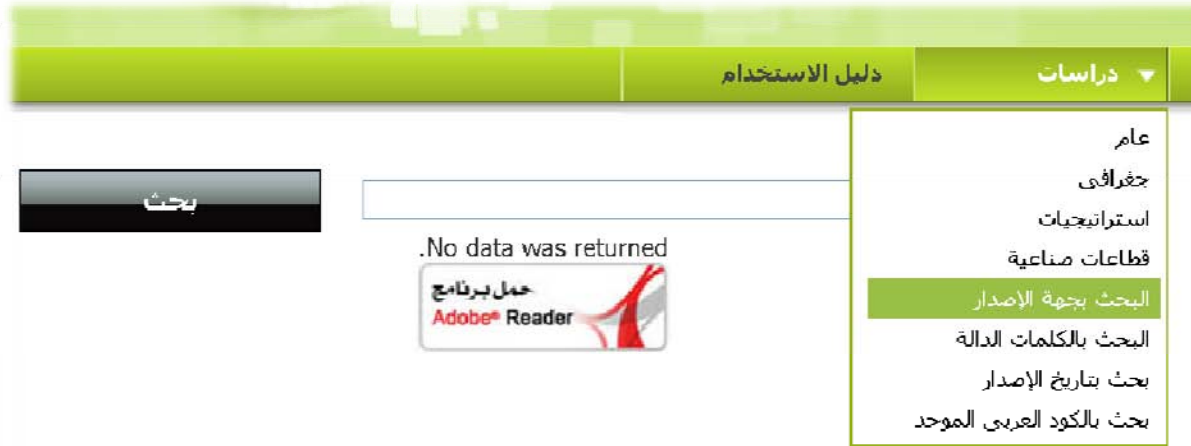 دراسات
دليل الاستخدام
عام
جغرافى
استراتيجيات
قطاعات صناعية
البحث بجهة الإصدار
البحث بالكلمات الدالة
بحث بتاريخ الإصدار
بحث بالكود العربى الموحد
بحث
.No data was returned
حمل برنامج
Adobe® Reader